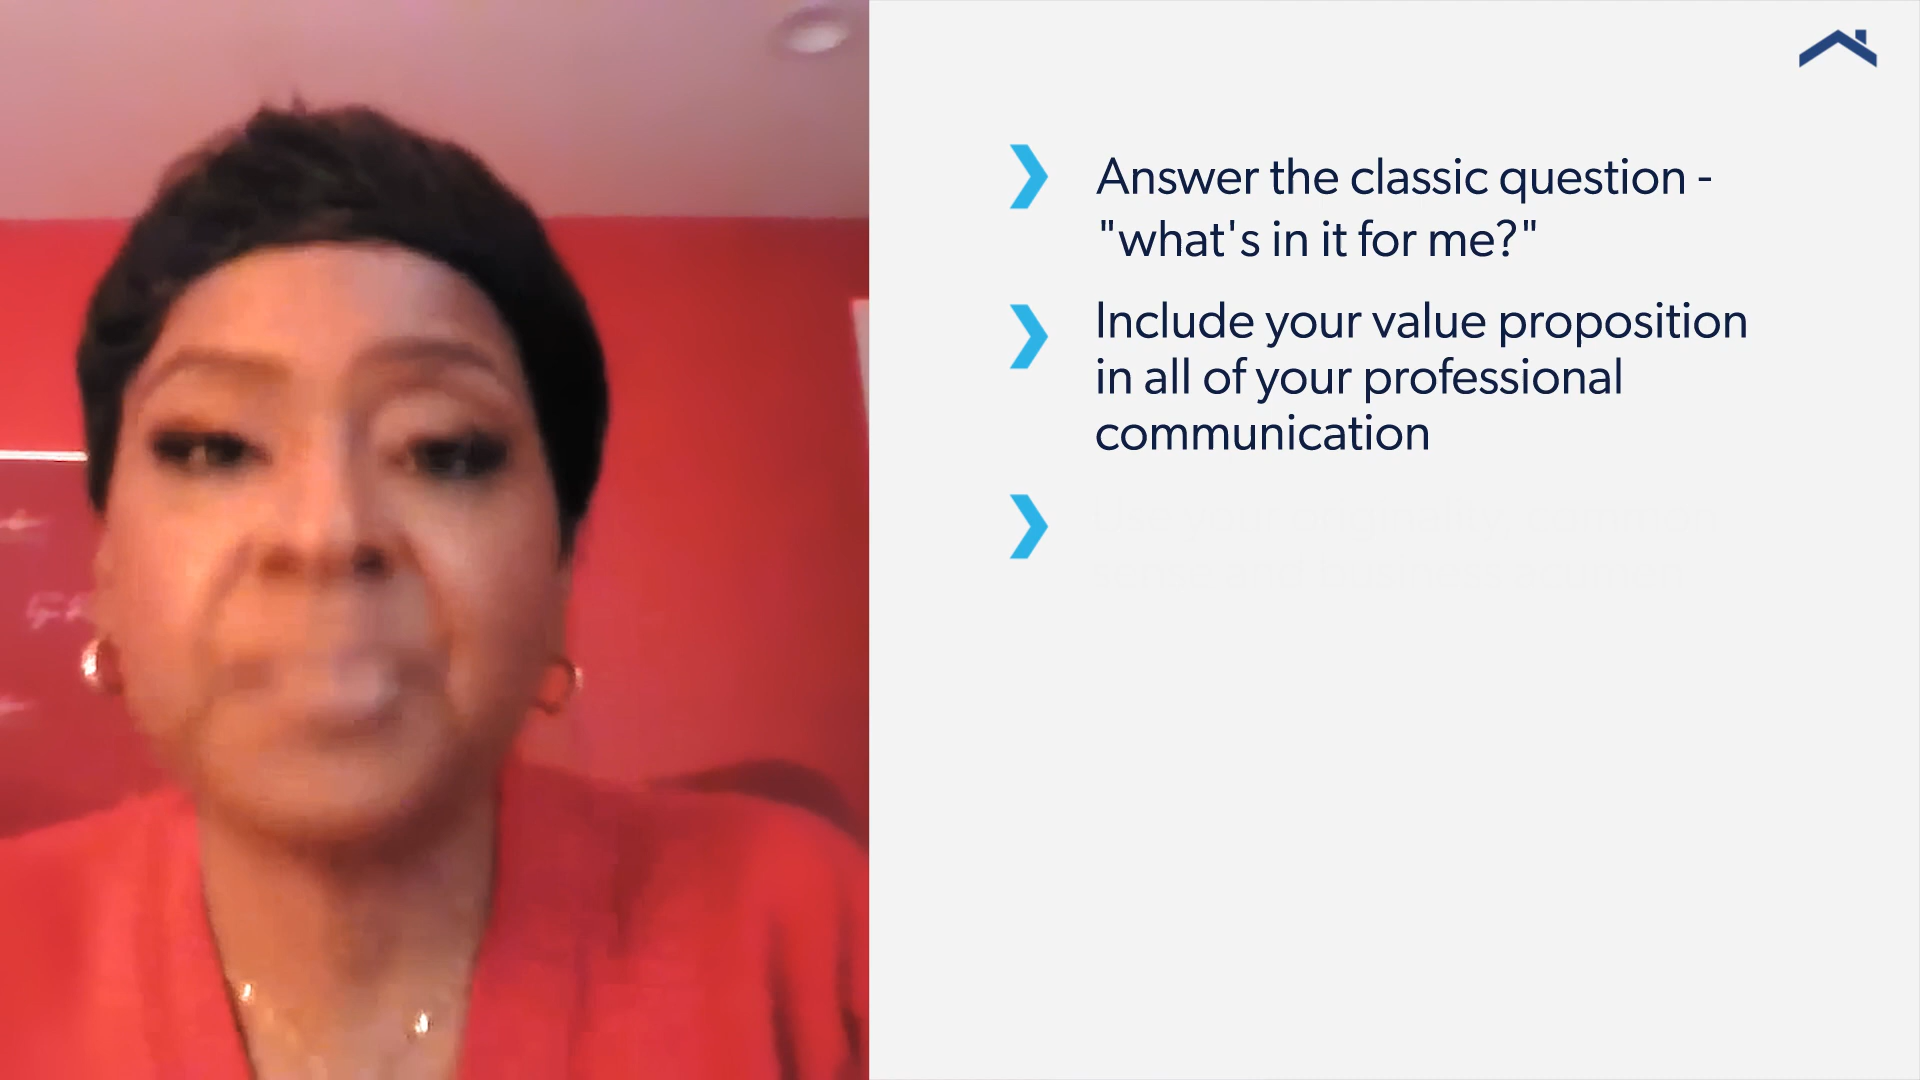 Answer the classic question -
"what's in it for me?"
Include your value proposition
in all of your professional
communication